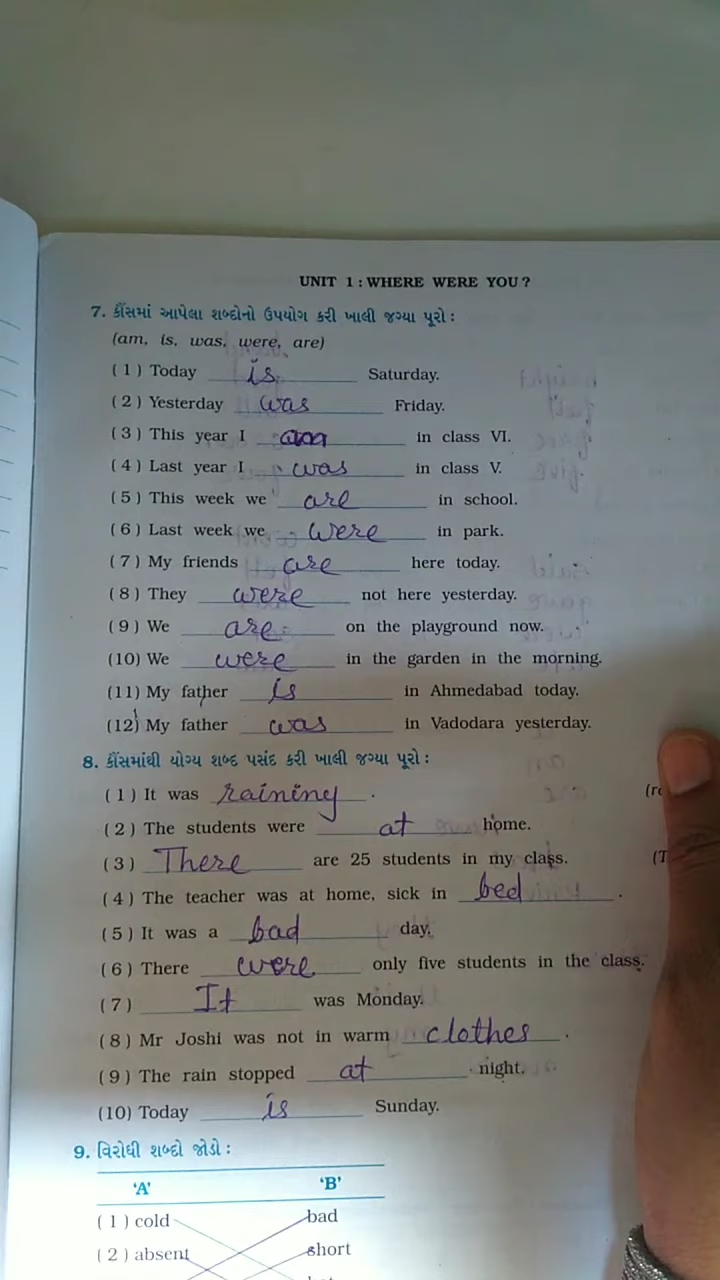 UNIT 1 : WHERE WERE YOU ?
7. કૌંસમાં આપેલા શબ્દોનો ઉપયોગ કરી ખાલી જગ્યા પૂરો :
(am, is, was, were, are)
(1) Today is Saturday.
(2) Yesterday was Friday.
(3) This year I am in class VI.
(4) Last year I was in class V.
(5) This week we are in school.
(6) Last week we were in park.
(7) My friends are here today.
(8) They were not here yesterday.
(9) We are on the playground now.
(10) We were in the garden in the morning.
(11) My father is in Ahmedabad today.
(12) My father was in Vadodara yesterday.
8. કૌંસમાંથી યોગ્ય શબ્દ પસંદ કરી ખાલી જગ્યા પૂરો :
(1) It was raining.
(2) The students were at home.
(3) There are 25 students in my class.
(4) The teacher was at home, sick in bed.
(5) It was a bad day.
(6) There were only five students in the class.
(7) It was Monday.
(8) Mr Joshi was not in warm clothes.
(9) The rain stopped at night.
(10) Today is Sunday.
9. વિરોધી શબ્દો જોડો :
'A' 'B'
(1) cold bad
(2) absent short